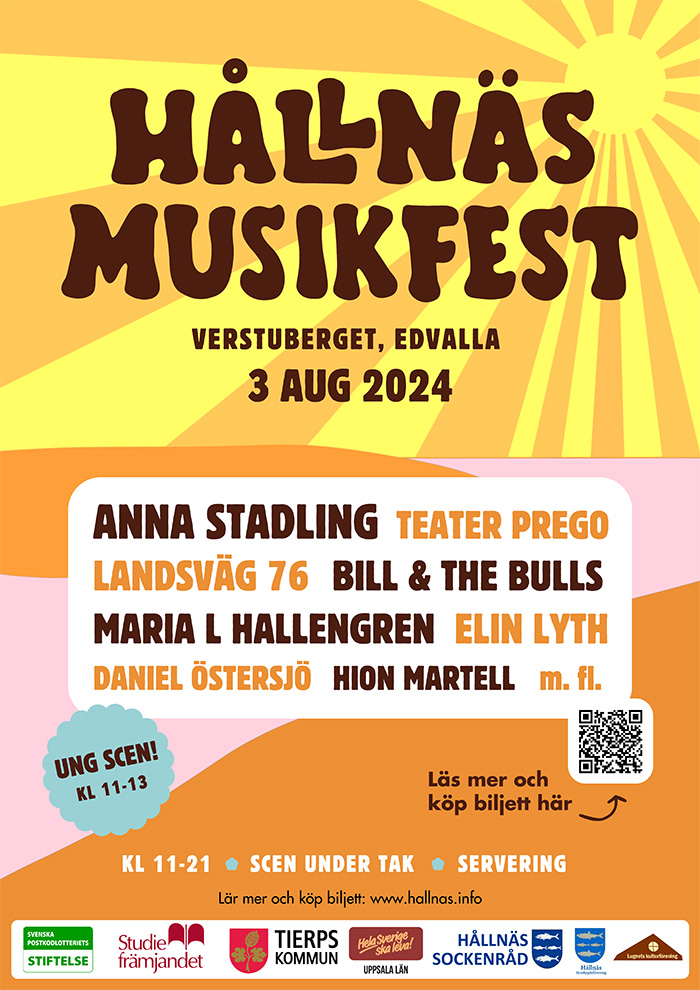 HÅLLNÄS
MUSIKFEST
VERSTUBERGET, EDVALLA
3 AUG 2024
ANNA STADLING TEATER PREGO
LANDSVÄG 76 BILL & THE BULLS
MARIA L HALLENGREN ELIN LYTH
DANIEL ÖSTERSJÖ HION MARTELL m. fl.
UNG SCEN!
KL 11-13
Läs mer och
köp biljett här
KL 11-21 SCEN UNDER TAK SERVERING
Lär mer och köp biljett: www.hallnas.info
SVENSKA
POSTKODLOTTERIETS
STIFTELSE
Studie
främjandet
TIERPS
KOMMUN
Hela Sverige
ska leva!
UPPSALA LÄN
HÅLLNÄS
SOCKENRÅD
Hållnäs
Lugnets kulturförening